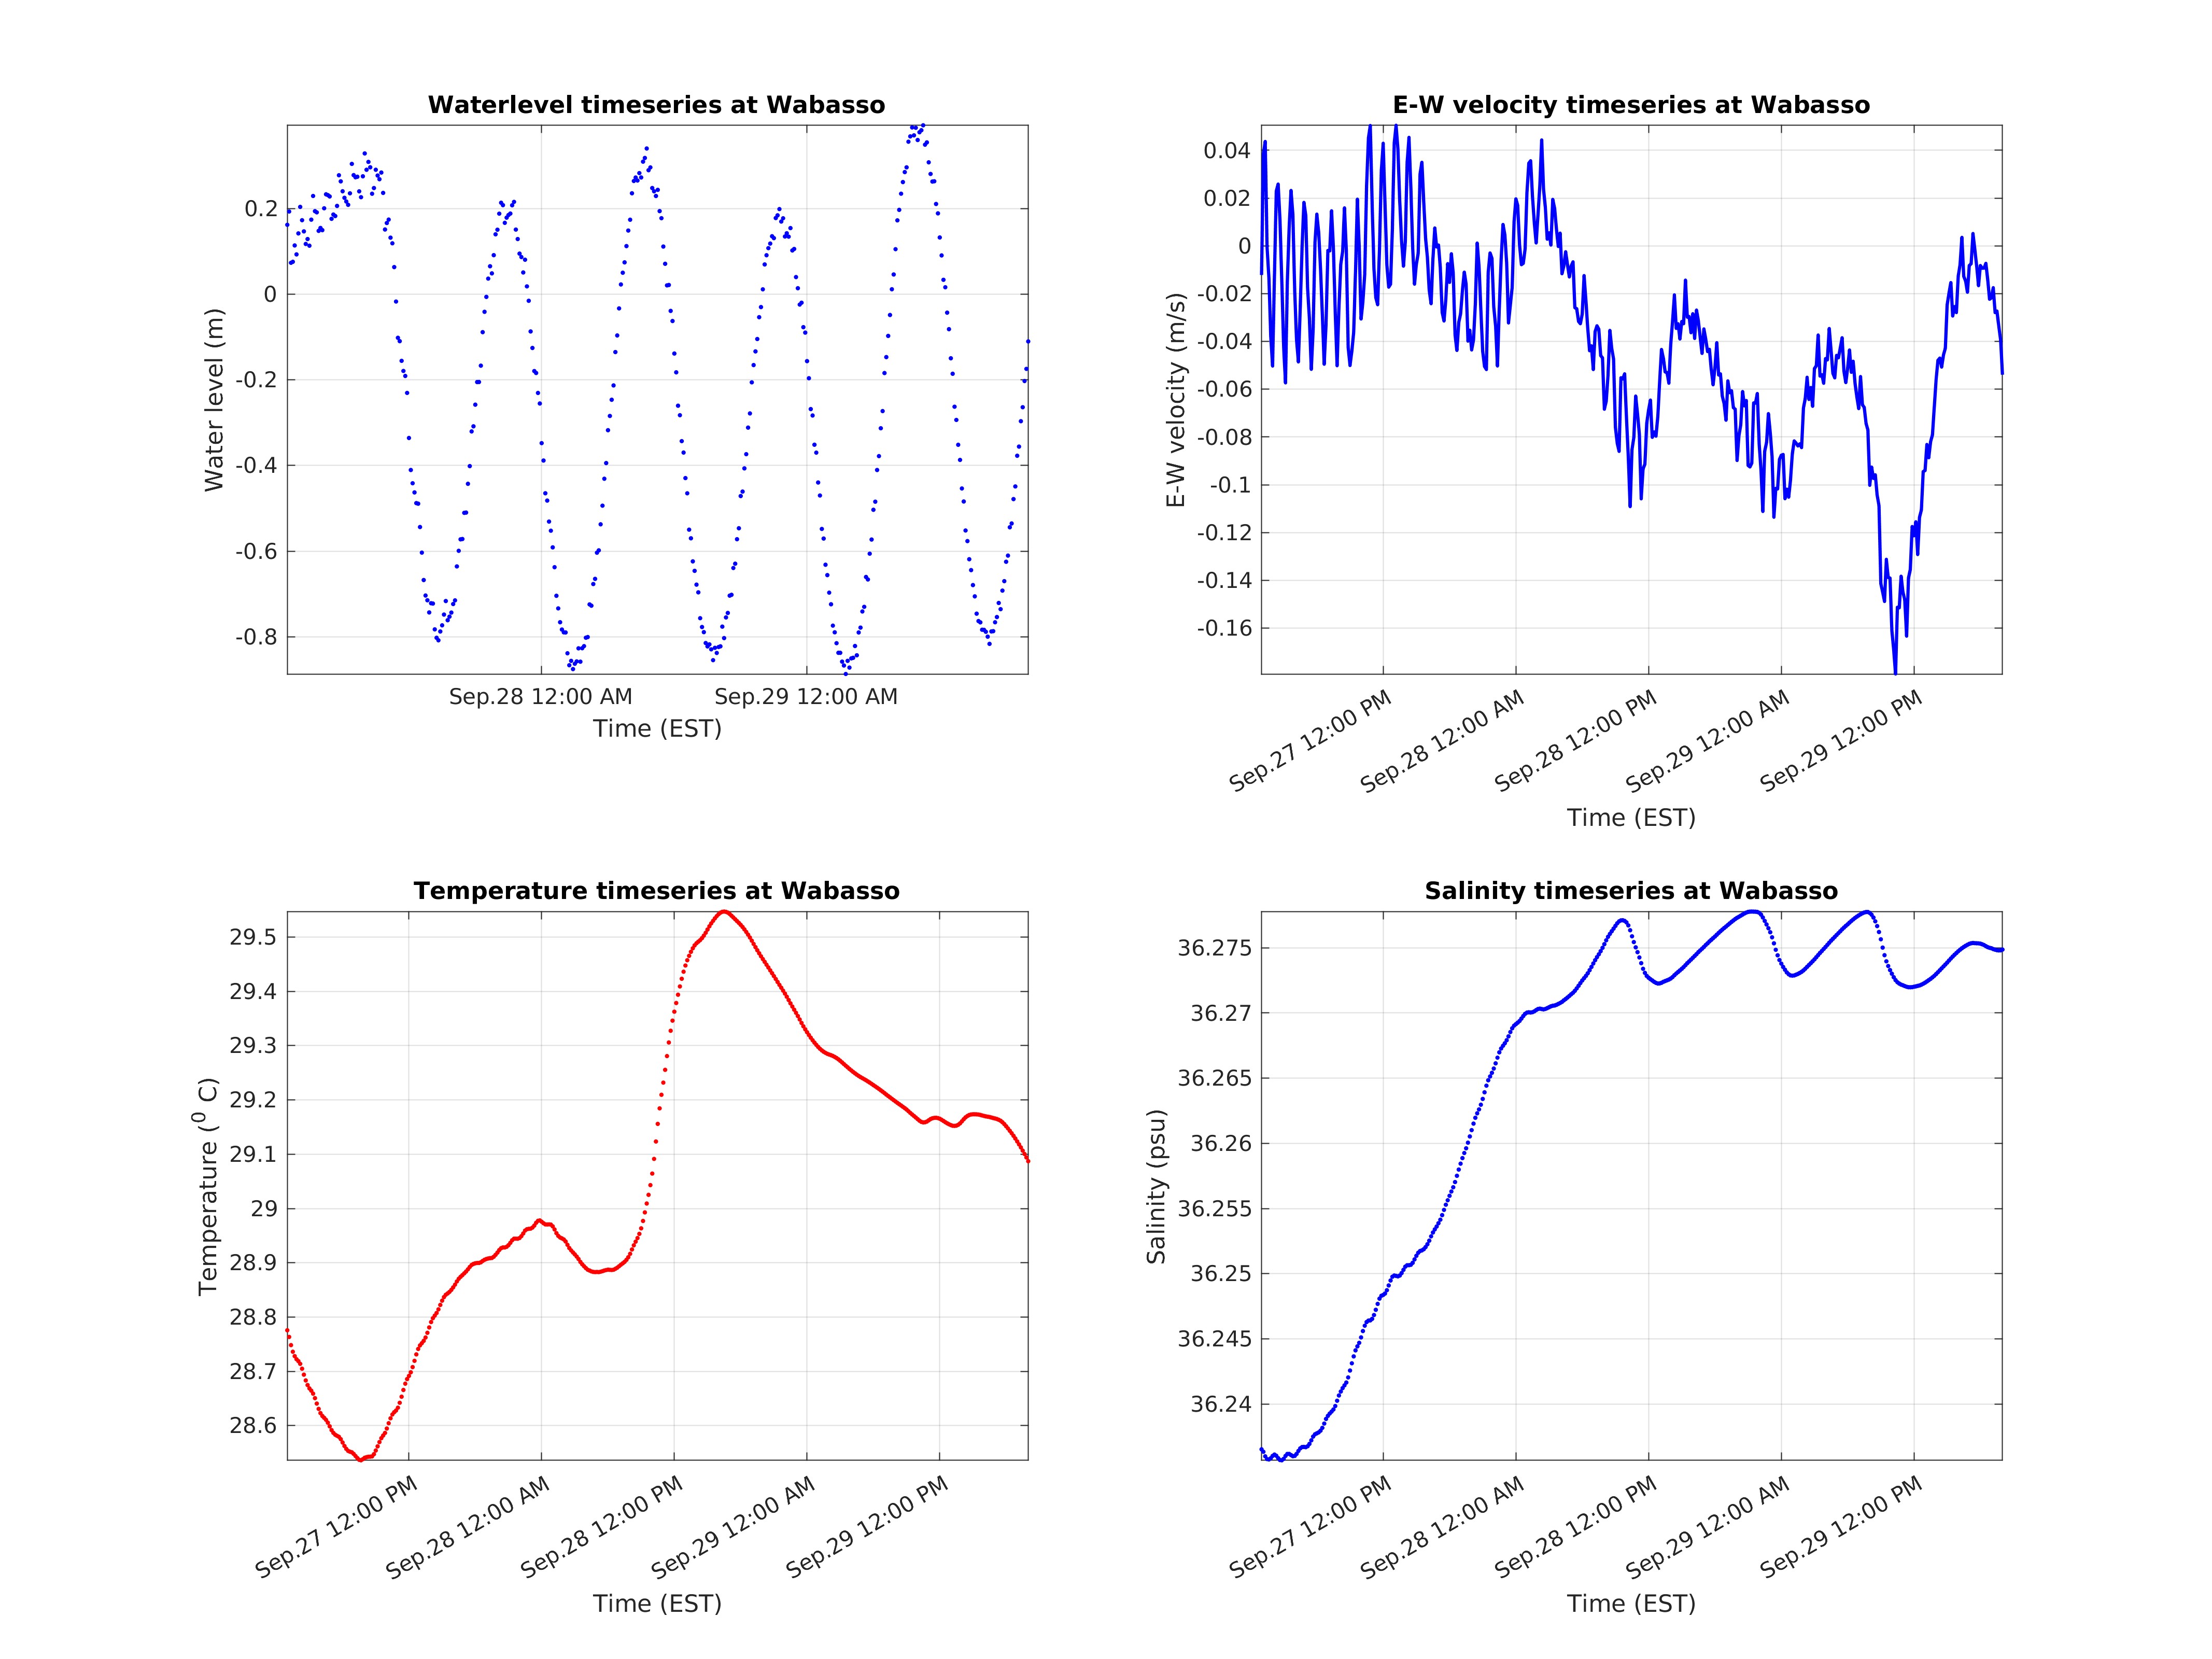 Waterlevel timeseries at Wabasso
0.2
0
-0.2
-0.4
-0.6
-0.8
Water level (m)
Sep.28 12:00 AM
Sep.29 12:00 AM
Time (EST)
E-W velocity timeseries at Wabasso
0.04
0.02
0
-0.02
-0.04
-0.06
-0.08
-0.1
-0.12
-0.14
-0.16
E-W velocity (m/s)
Sep.27 12:00 PM
Sep.28 12:00 AM
Sep.28 12:00 PM
Sep.29 12:00 AM
Sep.29 12:00 PM
Time (EST)
Temperature timeseries at Wabasso
29.5
29.4
29.3
29.2
29.1
29
28.9
28.8
28.7
28.6
Temperature (⁰ C)
Sep.27 12:00 PM
Sep.28 12:00 AM
Sep.28 12:00 PM
Sep.29 12:00 AM
Sep.29 12:00 PM
Time (EST)
Salinity timeseries at Wabasso
36.275
36.27
36.265
36.26
36.255
36.25
36.245
36.24
Salinity (psu)
Sep.27 12:00 PM
Sep.28 12:00 AM
Sep.28 12:00 PM
Sep.29 12:00 AM
Sep.29 12:00 PM
Time (EST)